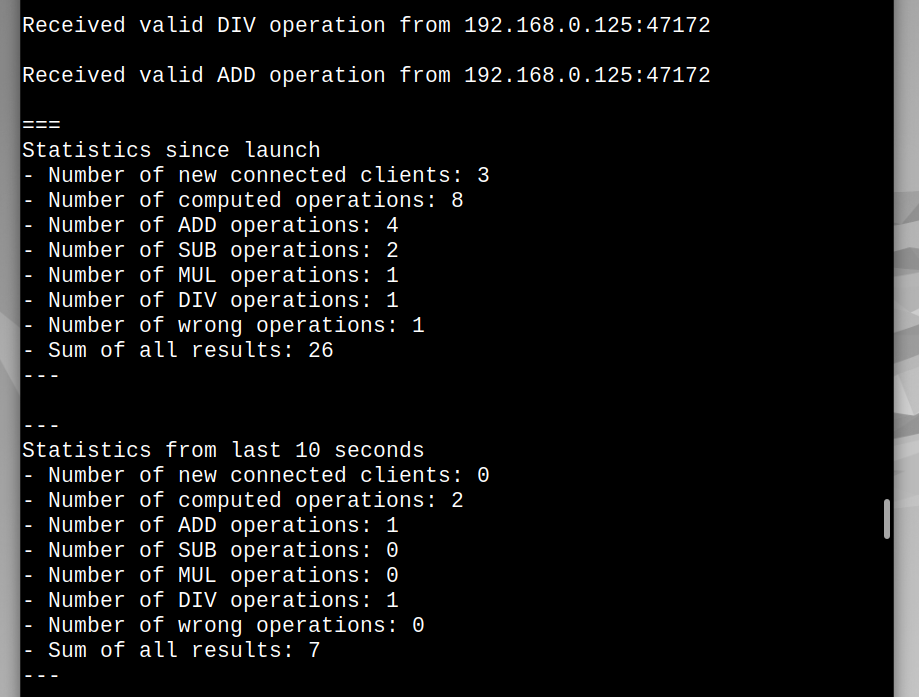 Received valid DIV operation from 192.168.0.125:47172
Received valid ADD operation from 192.168.0.125:47172
===
Statistics since launch
- Number of new connected clients: 3
- Number of computed operations: 8
- Number of ADD operations: 4
- Number of SUB operations: 2
- Number of MUL operations: 1
- Number of DIV operations: 1
- Number of wrong operations: 1
- Sum of all results: 26
---
---
Statistics from last 10 seconds
- Number of new connected clients: 0
- Number of computed operations: 2
- Number of ADD operations: 1
- Number of SUB operations: 0
- Number of MUL operations: 0
- Number of DIV operations: 1
- Number of wrong operations: 0
- Sum of all results: 7
---